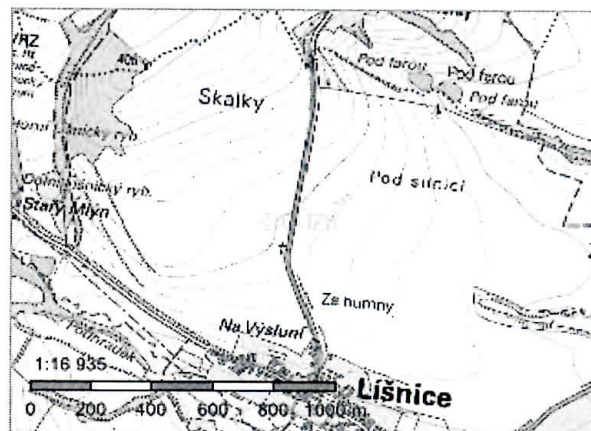 Pod farou
Pod farou
Pod farou
Skalky
Pod silnicí
Starý Mlýn
Za humny
Na Výsluní
1:16 935
Líšnice
0 200 400 600 800 1000 m